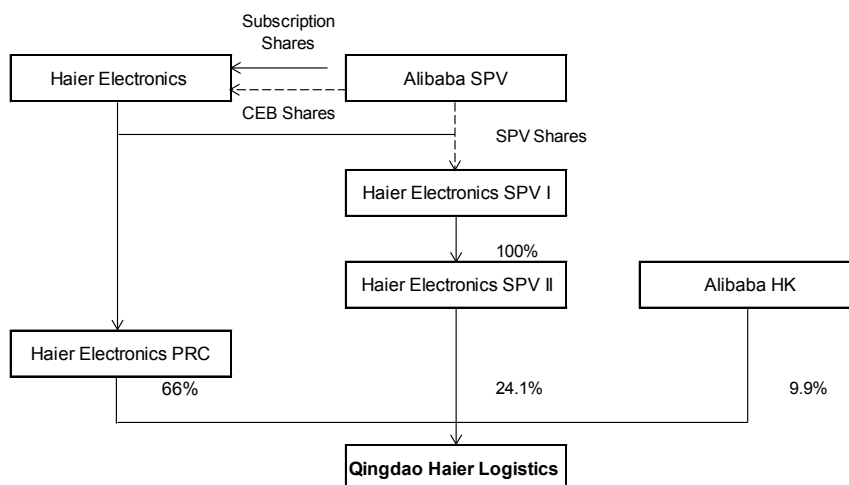 Subscription
Shares
Haier Electronics
Alibaba SPV
CEB Shares
SPV Shares
Haier Electronics SPV I
100%
Haier Electronics SPV II
Alibaba HK
Haier Electronics PRC
66%
24.1%
9.9%
Qingdao Haier Logistics